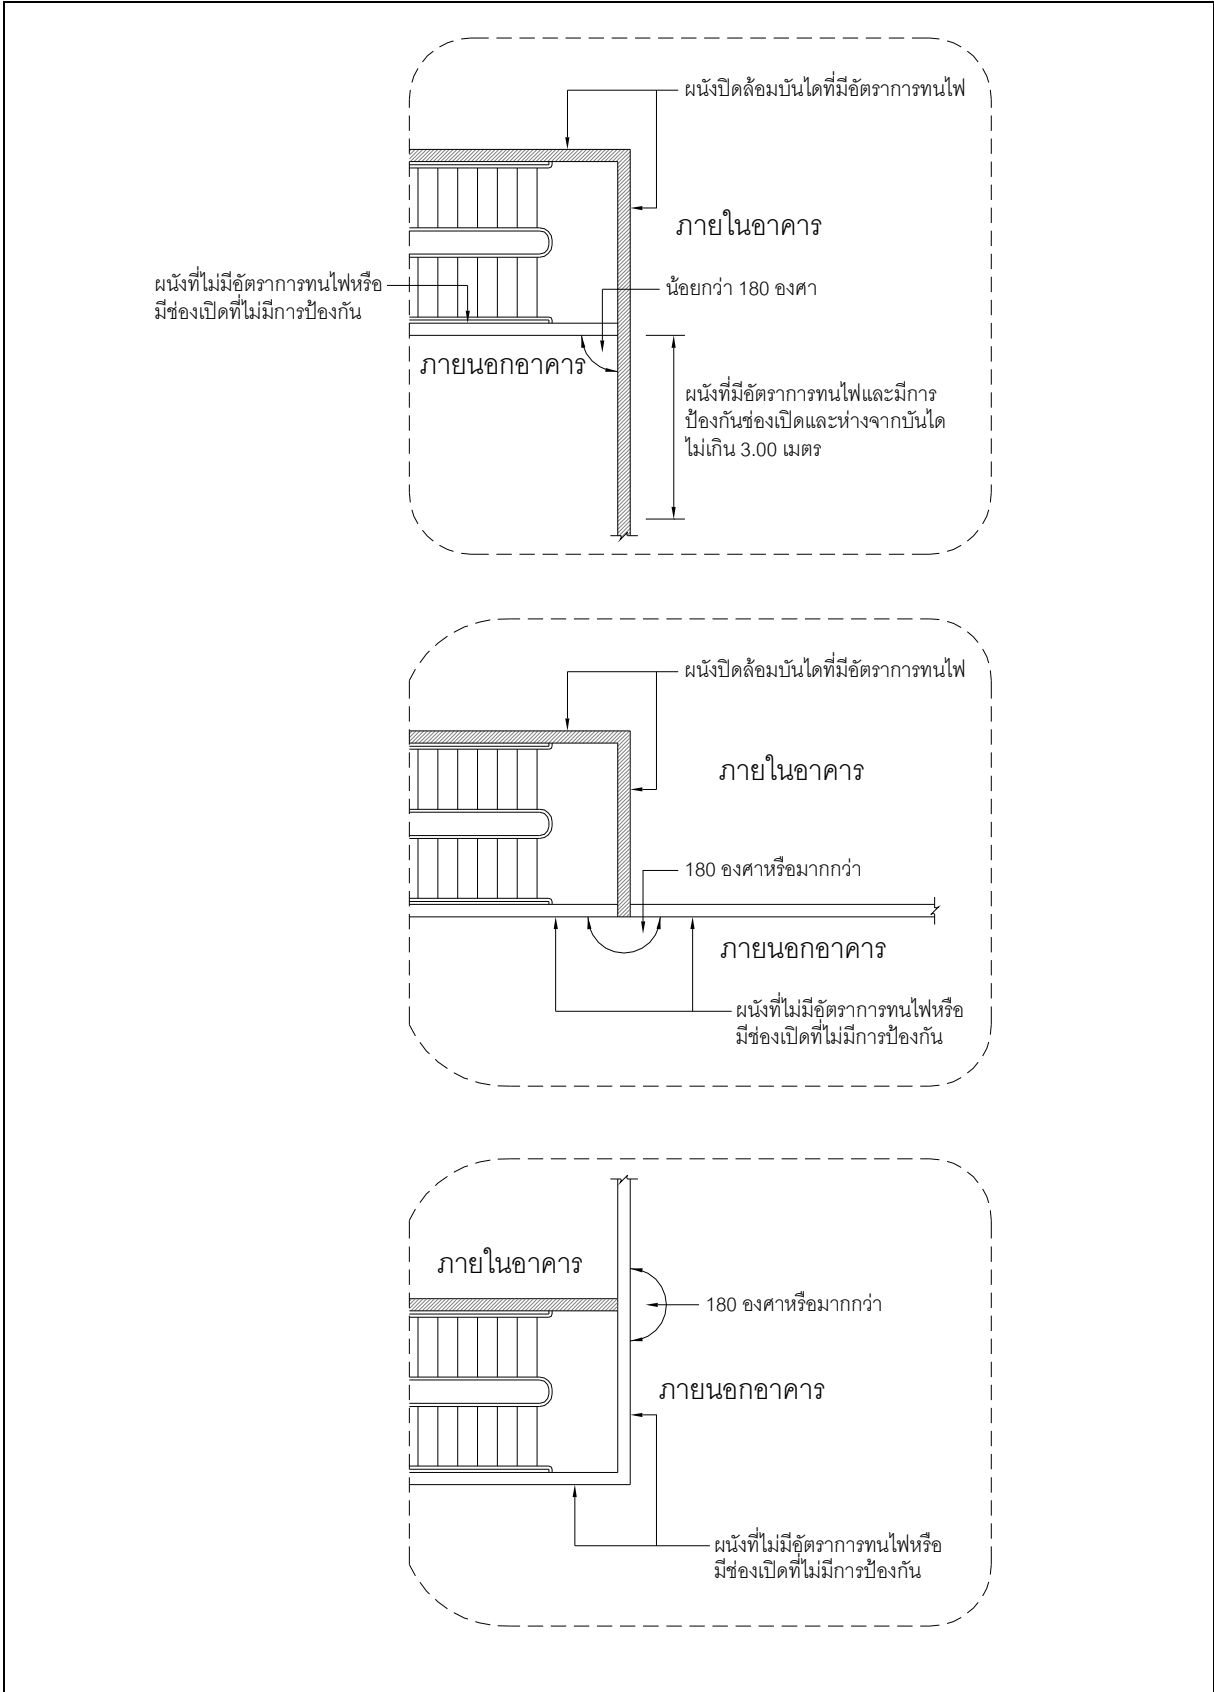 ผนังปิดล้อมบันไดที่มีอัตราการทนไฟ
ภายในอาคาร
ผนังที่ไม่มีอัตราการทนไฟหรือ
มีช่องเปิดที่ไม่มีการป้องกัน
น้อยกว่า 180 องศา
ภายนอกอาคาร
ผนังที่มีอัตราการทนไฟและมีการ
ป้องกันช่องเปิดและห่างจากบันได
ไม่เกิน 3.00 เมตร
ผนังปิดล้อมบันไดที่มีอัตราการทนไฟ
ภายในอาคาร
180 องศาหรือมากกว่า
ภายนอกอาคาร
ผนังที่ไม่มีอัตราการทนไฟหรือ
มีช่องเปิดที่ไม่มีการป้องกัน
ภายในอาคาร
180 องศาหรือมากกว่า
ภายนอกอาคาร
ผนังที่ไม่มีอัตราการทนไฟหรือ
มีช่องเปิดที่ไม่มีการป้องกัน